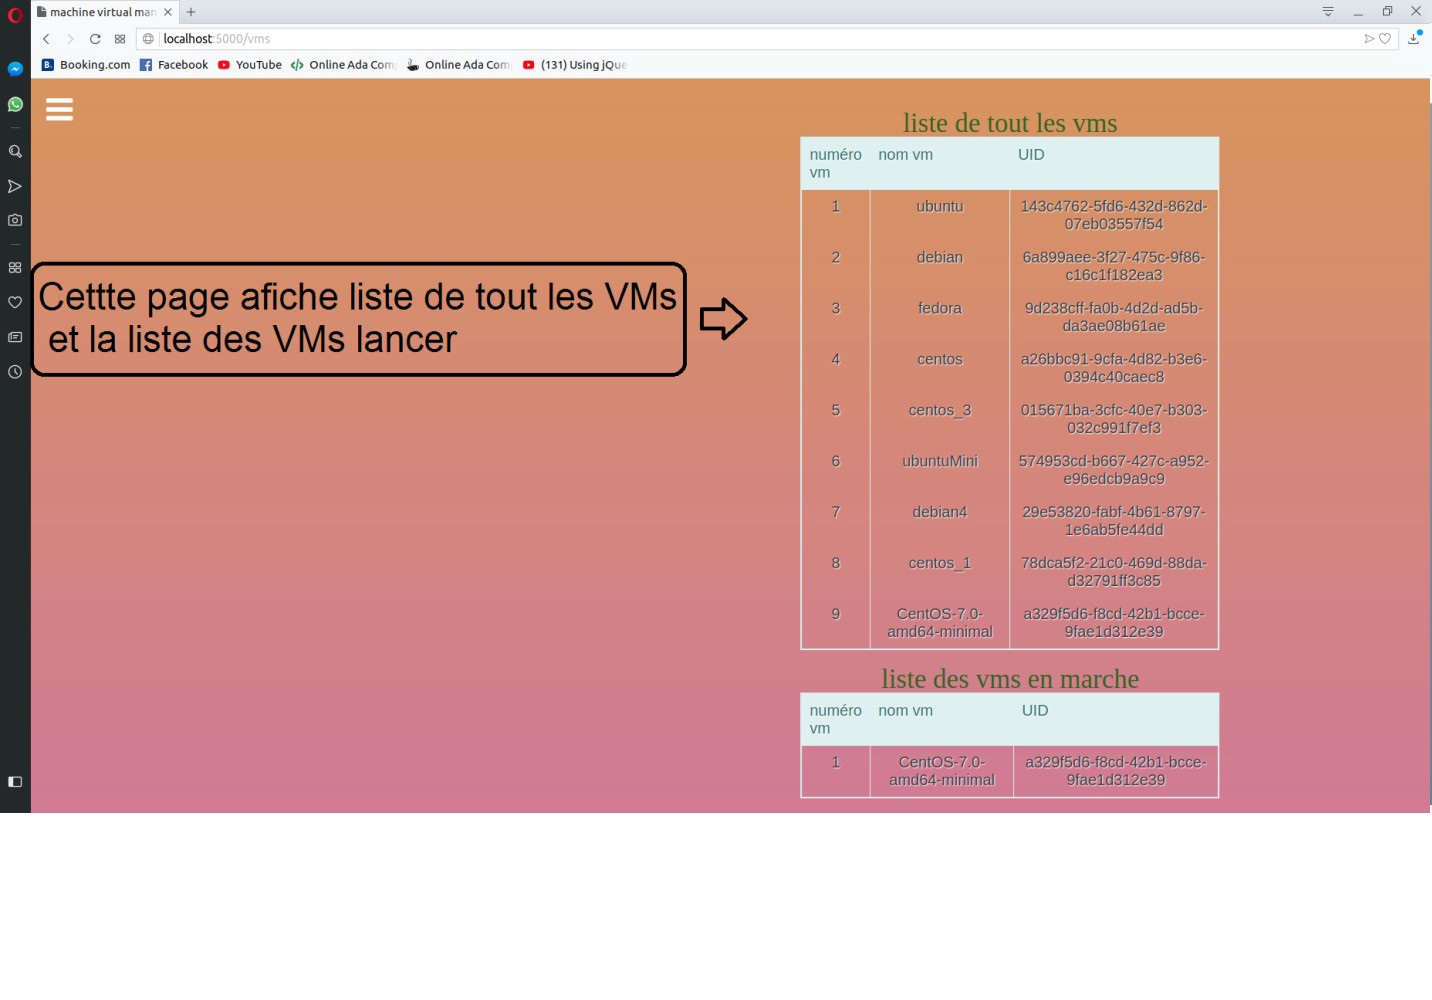 machine virtual man
localhost:5000/vms
Booking.com Facebook YouTube Online Ada Com Online Ada Com (131) Using jQue
liste de tout les vms
numéro vm nom vm UID
1 ubuntu 143c4762-5fd6-432d-862d-
07eb03557f54
2 debian 6a899aee-3f27-475c-9f86-
c16c1f182ea3
3 fedora 9d238cff-fa0b-4d2d-ad5b-
da3ae08b61ae
4 centos a26bbc91-9cfa-4d82-b3e6-
0394c40caec8
5 centos_3 015671ba-3cfc-40e7-b303-
032c991f7ef3
6 ubuntuMini 574953cd-b667-427c-a952-
e96edcb9a9c9
7 debian4 29e53820-fabf-4b61-8797-
1e6ab5fe44dd
8 centos_1 78dca5f2-21c0-469d-88da-
d32791ff3c85
9 CentOS-7.0- a329f5d6-f8cd-42b1-bcce-
amd64-minimal 9fae1d312e39
Cettte page afiche liste de tout les VMs
et la liste des VMs lancer
liste des vms en marche
numéro vm nom vm UID
1 CentOS-7.0- a329f5d6-f8cd-42b1-bcce-
amd64-minimal 9fae1d312e39